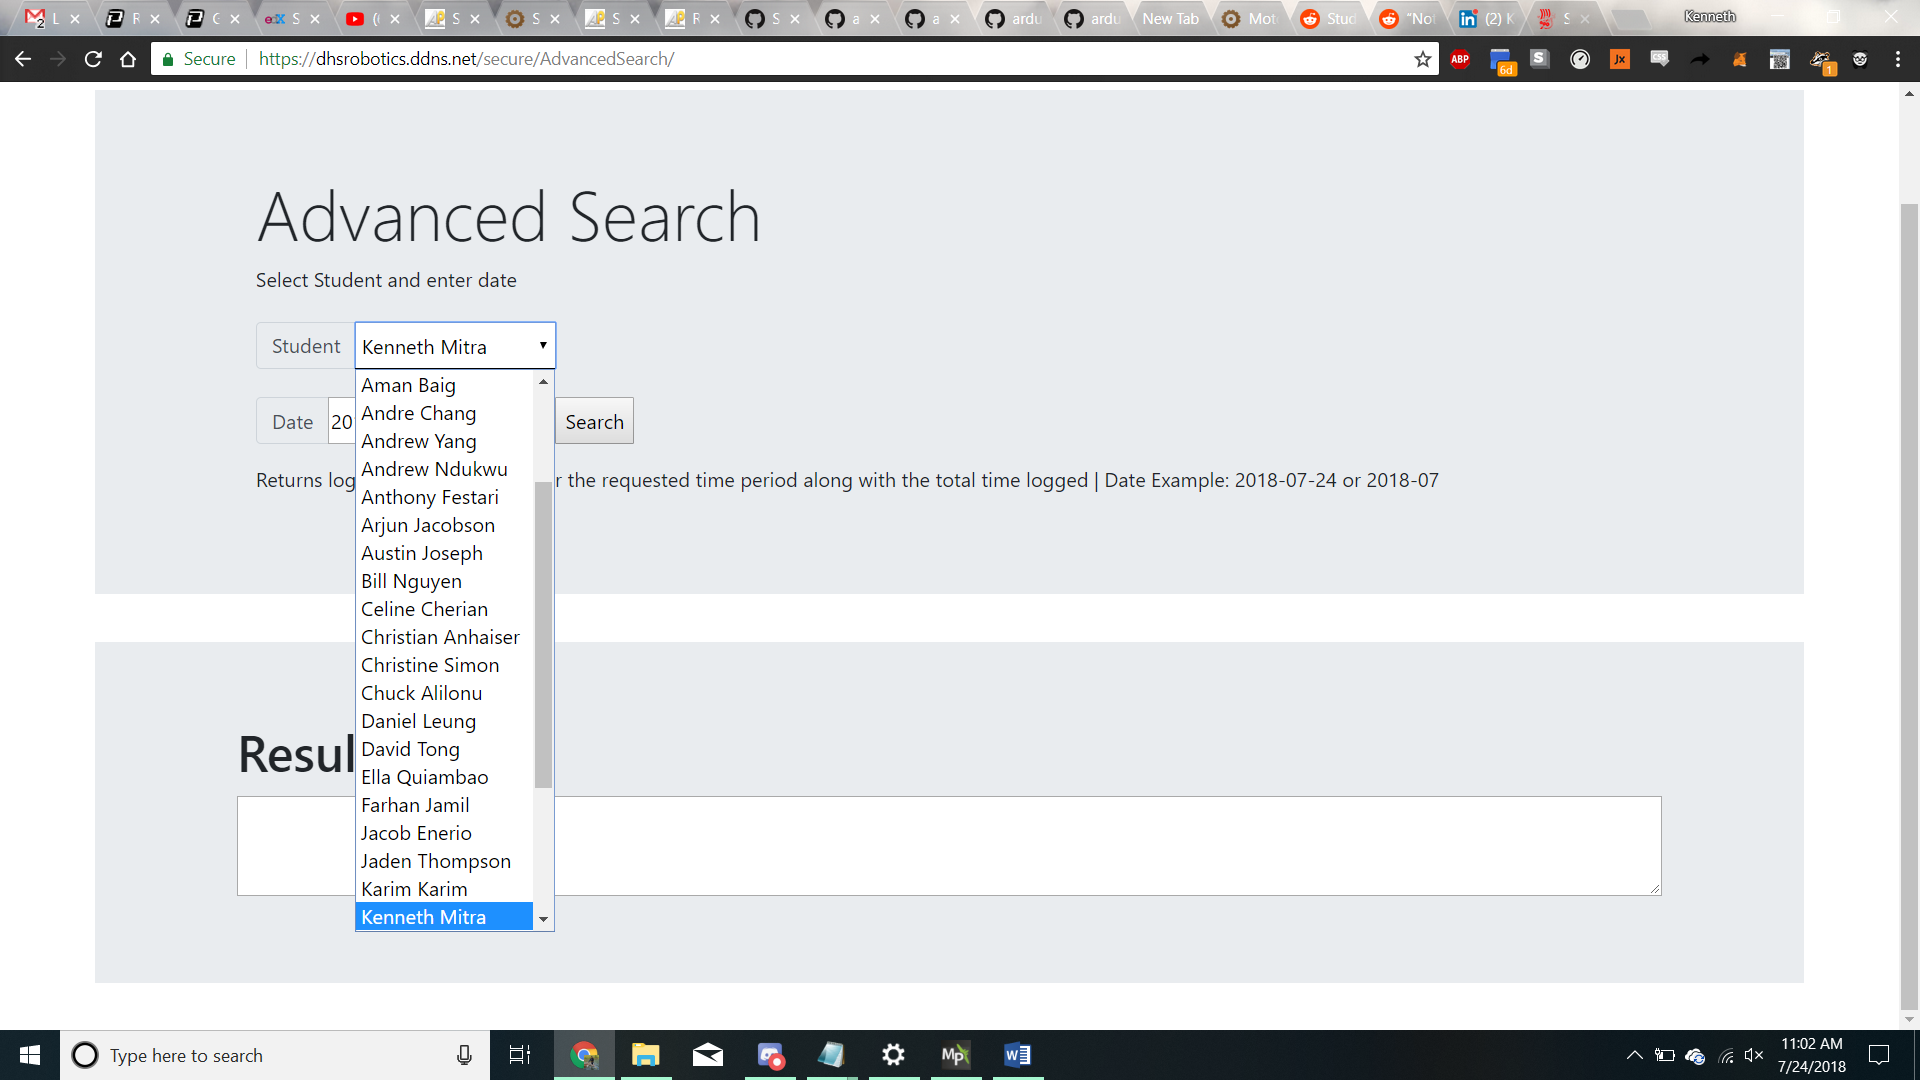 L
R
G
S
(
S
S
S
R
S
a
a
ardu
ardu
New Tab
Mot
Stud
"Not
(2) K
S
Kenneth
Secure
https://dhsrobotics.ddns.net/secure/AdvancedSearch/
ABP
6d
S
Jx
CSS
1
Advanced Search
Select Student and enter date
Student
Kenneth Mitra
Aman Baig
Andre Chang
Date
20
Search
Andrew Yang
Andrew Ndukwu
Returns log
r the requested time period along with the total time logged | Date Example: 2018-07-24 or 2018-07
Anthony Festari
Arjun Jacobson
Austin Joseph
Bill Nguyen
Celine Cherian
Christian Anhaiser
Christine Simon
Chuck Alilonu
Daniel Leung
David Tong
Resul
Ella Quiambao
Farhan Jamil
Jacob Enerio
Jaden Thompson
Karim Karim
Kenneth Mitra
Type here to search
Mp
11:02 AM
7/24/2018